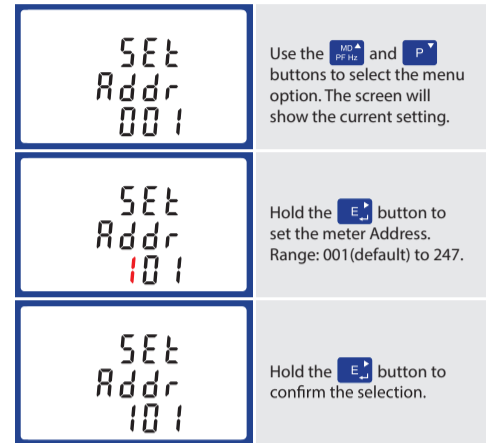 SEt
Addr
001
Use the MD PF Hz and P
buttons to select the menu
option. The screen will
show the current setting.
SEt
Addr
101
Hold the E button to
set the meter Address.
Range: 001(default) to 247.
SEt
Addr
101
Hold the E button to
confirm the selection.